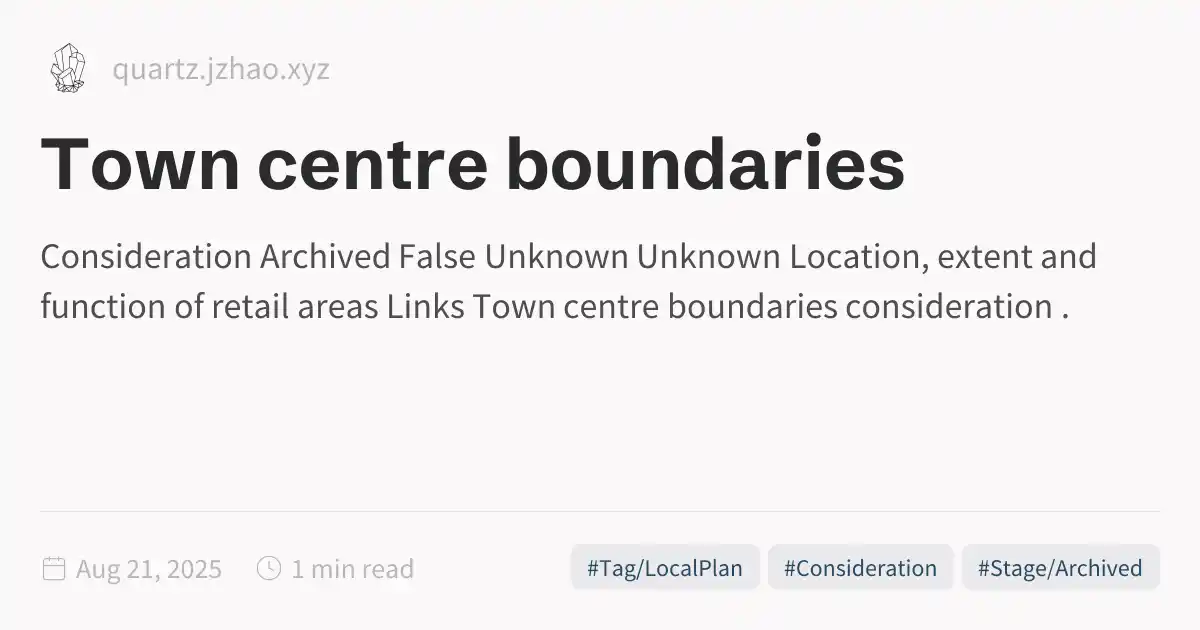 quartz.jzhao.xyz
Town centre boundaries
Consideration Archived False Unknown Unknown Location, extent and
function of retail areas Links Town centre boundaries consideration .
Aug 21, 2025 1 min read #Tag/LocalPlan #Consideration #Stage/Archived